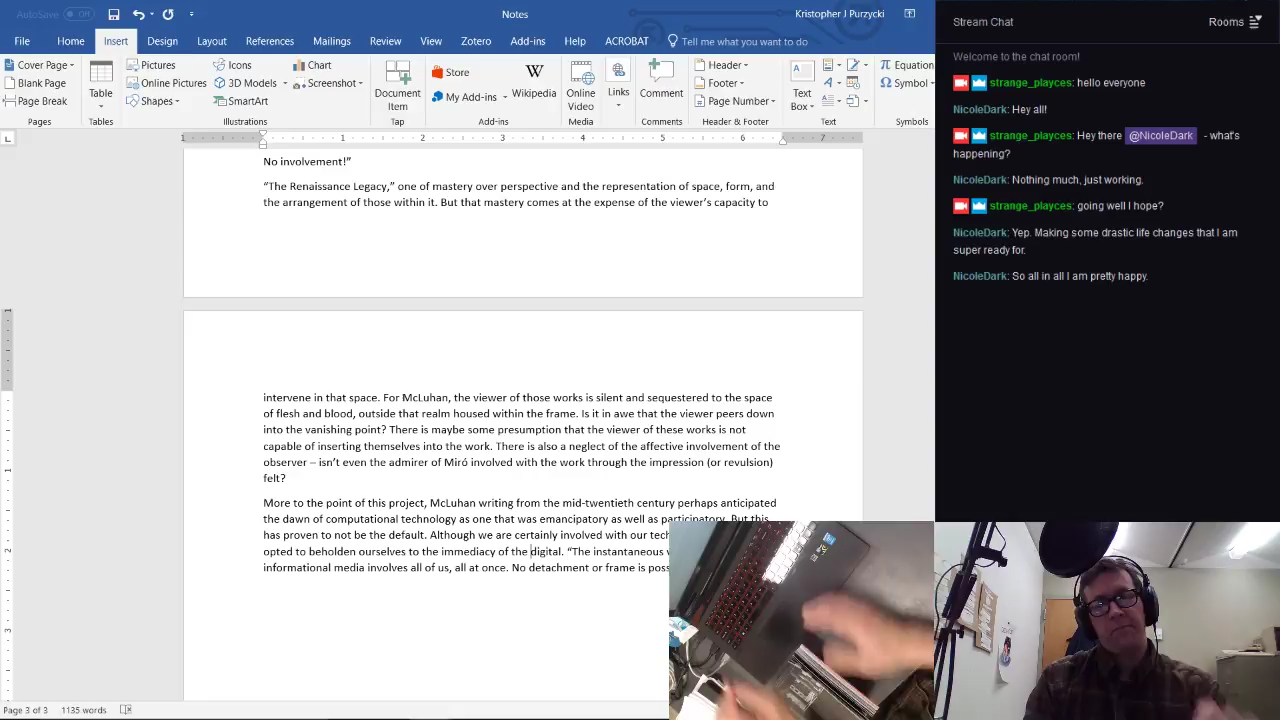 AutoSave Off
Notes
Kristopher J Purzycki
File Home Insert Design Layout References Mailings Review View Zotero Add-ins Help ACROBAT Tell me what you want to do
Cover Page
Blank Page
Page Break
Pages
Table
Tables
Pictures
Shapes
Icons
3D Models
SmartArt
Chart
Screenshot
Illustrations
Document Item
Store
My Add-ins
Wikipedia
Add-ins
Online Video
Media
Links
Comment
Comments
Header
Footer
Page Number
Header & Footer
Text Box
Text
Equation
Symbol
Symbols
1 1 2 3 4 5 6 7
No involvement!”
“The Renaissance Legacy,” one of mastery over perspective and the representation of space, form, and
the arrangement of those within it. But that mastery comes at the expense of the viewer’s capacity to
intervene in that space. For McLuhan, the viewer of those works is silent and sequestered to the space
of flesh and blood, outside that realm housed within the frame. Is it in awe that the viewer peers down
into the vanishing point? There is maybe some presumption that the viewer of these works is not
capable of inserting themselves into the work. There is also a neglect of the affective involvement of the
observer – isn’t even the admirer of Miró involved with the work through the impression (or revulsion)
felt?
More to the point of this project, McLuhan writing from the mid-twentieth century perhaps anticipated
the dawn of computational technology as one that was emancipatory as well as participatory. But this
has proven to not be the default. Although we are certainly involved with our tech
opted to beholden ourselves to the immediacy of the digital. “The instantaneous
informational media involves all of us, all at once. No detachment or frame is poss
Page 3 of 3 1135 words
Stream Chat
Rooms
Welcome to the chat room!
strange_playces: hello everyone
NicoleDark: Hey all!
strange_playces: Hey there @NicoleDark - what's
happening?
NicoleDark: Nothing much, just working.
strange_playces: going well I hope?
NicoleDark: Yep. Making some drastic life changes that I am
super ready for.
NicoleDark: So all in all I am pretty happy.